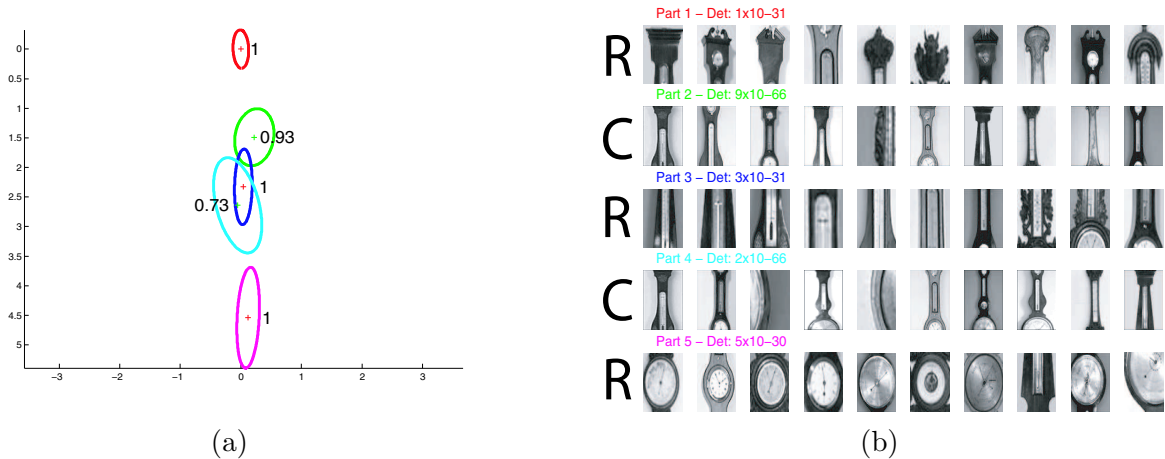 0
0.5
1
1.5
2
2.5
3
3.5
4
4.5
5
−3
−2
−1
0
1
2
3
1
0.93
1
0.73
1
(a)
Part 1 − Det: 1x10−31
R
Part 2 − Det: 9x10−66
C
Part 3 − Det: 3x10−31
R
Part 4 − Det: 2x10−66
C
Part 5 − Det: 5x10−30
R
(b)